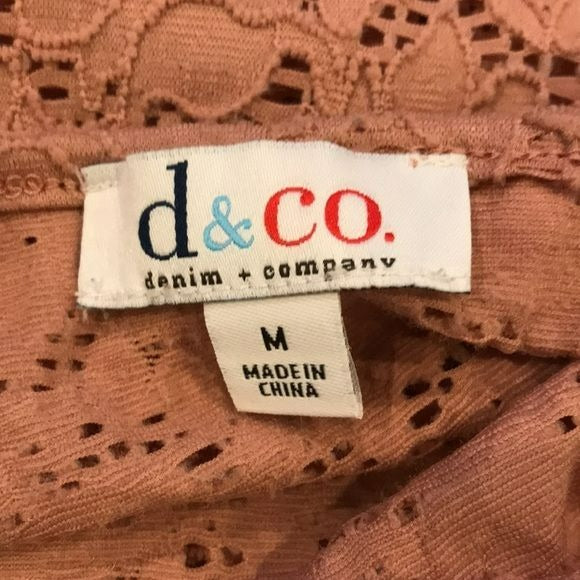 d&co.
denim + company
M
MADE IN
CHINA